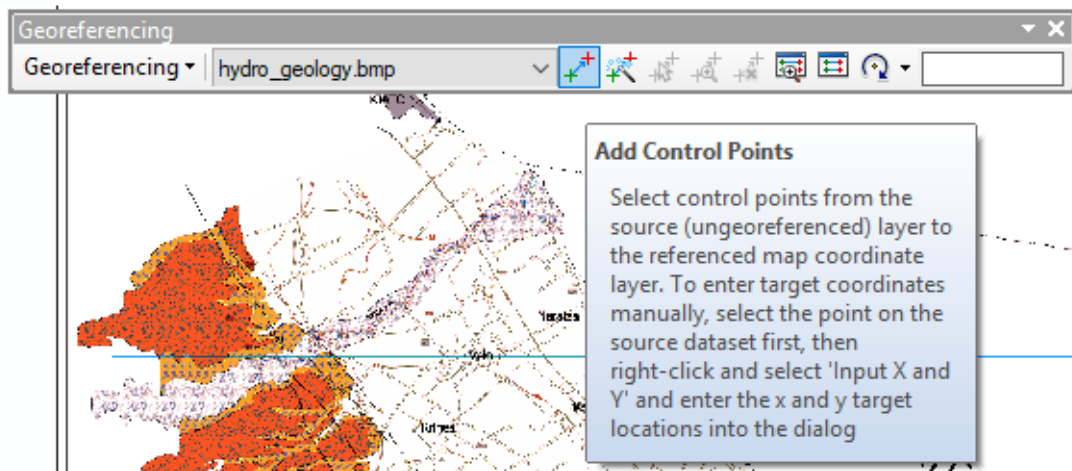 Georeferencing
Georeferencing
hydro_geology.bmp
Add Control Points
Select control points from the
source (ungeoreferenced) layer to
the referenced map coordinate
layer. To enter target coordinates
manually, select the point on the
source dataset first, then
right-click and select 'Input X and
Y' and enter the x and y target
locations into the dialog